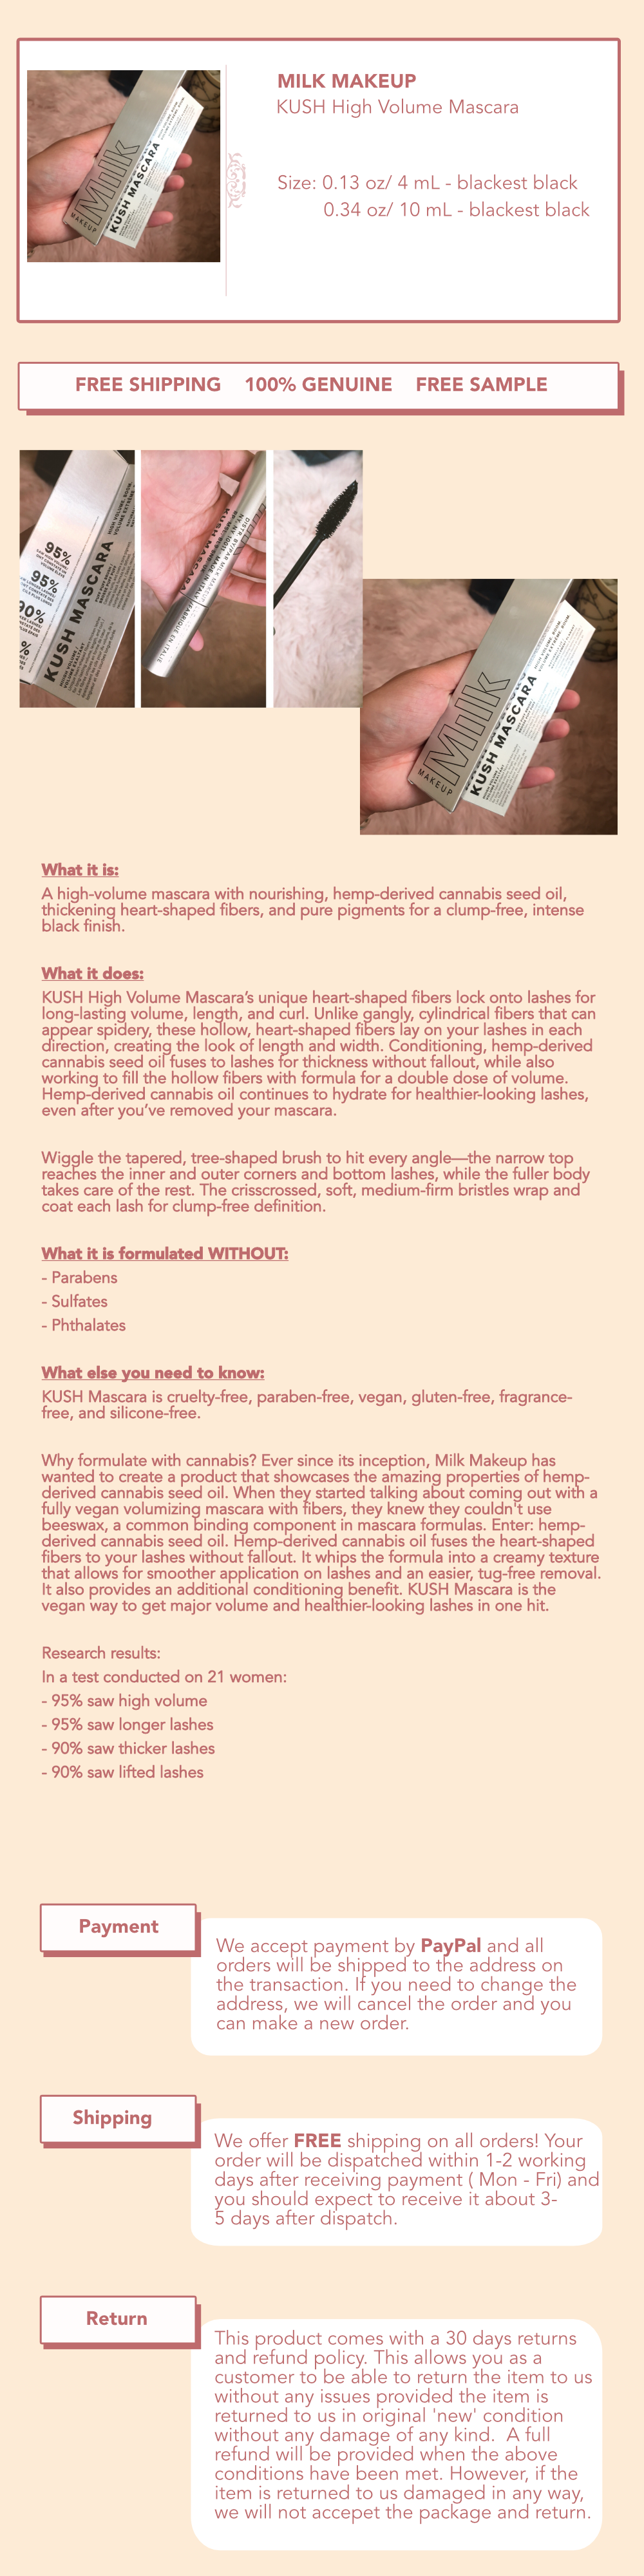 MILK MAKEUP
KUSH High Volume Mascara
Size: 0.13 oz/ 4 mL - blackest black
0.34 oz/ 10 mL - blackest black
Milk
MAKEUP
KUSH MASCARA
FREE SHIPPING 100% GENUINE FREE SAMPLE
95%
95%
90%
%
KUSH MASCARA
KUSH MASCARA
Milk
MAKEUP
KUSH MASCARA
What it is:
A high-volume mascara with nourishing, hemp-derived cannabis seed oil,
thickening heart-shaped fibers, and pure pigments for a clump-free, intense
black finish.
What it does:
KUSH High Volume Mascara’s unique heart-shaped fibers lock onto lashes for
long-lasting volume, length, and curl. Unlike gangly, cylindrical fibers that can
appear spidery, these hollow, heart-shaped fibers lay on your lashes in each
direction, creating the look of length and width. Conditioning, hemp-derived
cannabis seed oil fuses to lashes for thickness without fallout, while also
working to fill the hollow fibers with formula for a double dose of volume.
Hemp-derived cannabis oil continues to hydrate for healthier-looking lashes,
even after you’ve removed your mascara.
Wiggle the tapered, tree-shaped brush to hit every angle—the narrow top
reaches the inner and outer corners and bottom lashes, while the fuller body
takes care of the rest. The crisscrossed, soft, medium-firm bristles wrap and
coat each lash for clump-free definition.
What it is formulated WITHOUT:
- Parabens
- Sulfates
- Phthalates
What else you need to know:
KUSH Mascara is cruelty-free, paraben-free, vegan, gluten-free, fragrance-
free, and silicone-free.
Why formulate with cannabis? Ever since its inception, Milk Makeup has
wanted to create a product that showcases the amazing properties of hemp-
derived cannabis seed oil. When they started talking about coming out with a
fully vegan volumizing mascara with fibers, they knew they couldn't use
beeswax, a common binding component in mascara formulas. Enter: hemp-
derived cannabis seed oil. Hemp-derived cannabis oil fuses the heart-shaped
fibers to your lashes without fallout. It whips the formula into a creamy texture
that allows for smoother application on lashes and an easier, tug-free removal.
It also provides an additional conditioning benefit. KUSH Mascara is the
vegan way to get major volume and healthier-looking lashes in one hit.
Research results:
In a test conducted on 21 women:
- 95% saw high volume
- 95% saw longer lashes
- 90% saw thicker lashes
- 90% saw lifted lashes
Payment
We accept payment by PayPal and all
orders will be shipped to the address on
the transaction. If you need to change the
address, we will cancel the order and you
can make a new order.
Shipping
We offer FREE shipping on all orders! Your
order will be dispatched within 1-2 working
days after receiving payment ( Mon - Fri) and
you should expect to receive it about 3-
5 days after dispatch.
Return
This product comes with a 30 days returns
and refund policy. This allows you as a
customer to be able to return the item to us
without any issues provided the item is
returned to us in original 'new' condition
without any damage of any kind. A full
refund will be provided when the above
conditions have been met. However, if the
item is returned to us damaged in any way,
we will not accepet the package and return.